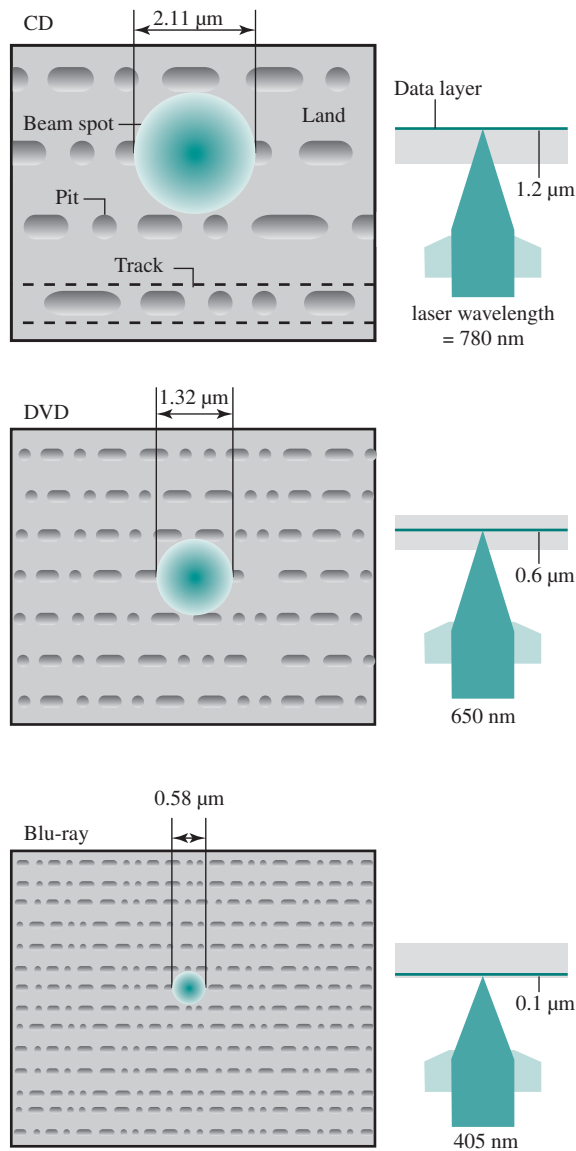 CD
2.11 µm
Data layer
Beam spot
Land
1.2 µm
Pit
Track
laser wavelength
= 780 nm
DVD
1.32 µm
0.6 µm
650 nm
0.58 µm
Blu-ray
0.1 µm
405 nm